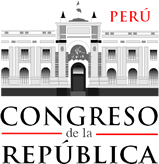 PERÚ
CONGRESO
de la
REPÚBLICA